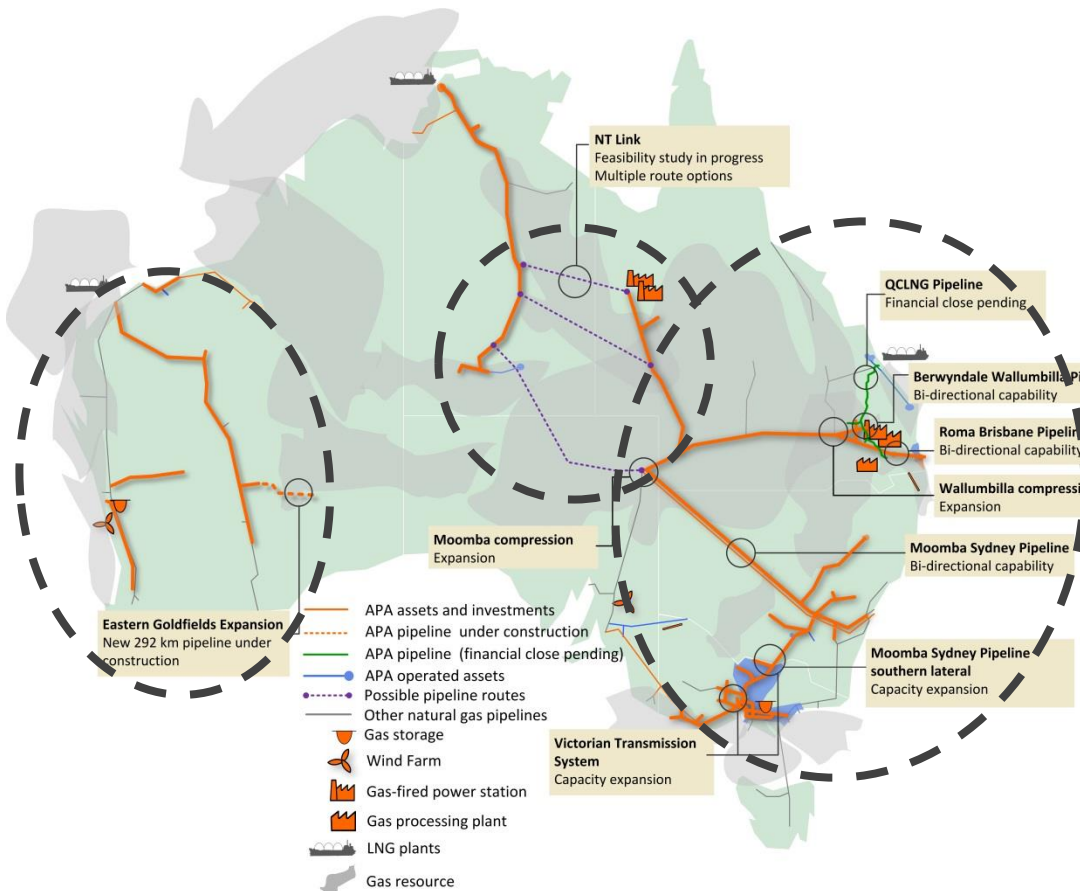 NT Link
Feasibility study in progress
Multiple route options
QCLNG Pipeline
Financial close pending
Berwyndale Wallumbilla Pi
Bi-directional capability
Roma Brisbane Pipelin
Bi-directional capability
Wallumbilla compressi
Expansion
Moomba compression
Expansion
Moomba Sydney Pipeline
Bi-directional capability
Eastern Goldfields Expansion
New 292 km pipeline under
construction
Moomba Sydney Pipeline
southern lateral
Capacity expansion
Victorian Transmission
System
Capacity expansion
APA assets and investments
APA pipeline under construction
APA pipeline (financial close pending)
APA operated assets
Possible pipeline routes
Other natural gas pipelines
Gas storage
Wind Farm
Gas-fired power station
Gas processing plant
LNG plants
Gas resource